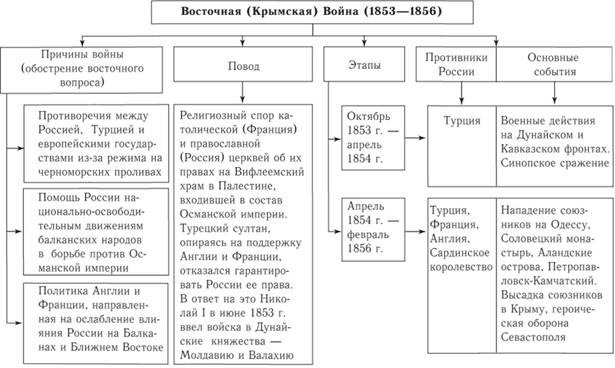 Восточная (Крымская) Война (1853—1856)
Причины войны
(обострение восточного
вопроса)
Противоречия между
Россией, Турцией и
европейскими государ-
ствами из-за режима на
черноморских проливах
Помощь России на-
ционально-освободи-
тельным движениям
балканских народов
в борьбе против Ос-
манской империи
Политика Англии и
Франции, направлен-
ная на ослабление вли-
яния России на Балка-
нах и Ближнем Востоке
Повод
Религиозный спор ка-
толической (Франция)
и православной
(Россия) церквей об их
правах на Вифлеемский
храм в Палестине,
входившей в состав
Османской империи.
Турецкий султан,
опираясь на поддержку
Англии и Франции,
отказался гарантиро-
вать России ее права.
В ответ на это Нико-
лай I в июне 1853 г.
ввел войска в Дунай-
ские княжества —
Молдавию и Валахию
Этапы
Октябрь
1853 г. —
апрель
1854 г.
Апрель
1854 г. —
февраль
1856 г.
Противники
России
Турция
Турция,
Франция,
Англия,
Сардинское
королевство
Основные
события
Военные действия
на Дунайском и
Кавказском фронтах.
Синопское сражение
Нападение союз-
ников на Одессу,
Соловецкий мона-
стырь, Аландские
острова, Петропав-
ловск-Камчатский.
Высадка союзников
в Крыму, герои-
ческая оборона
Севастополя